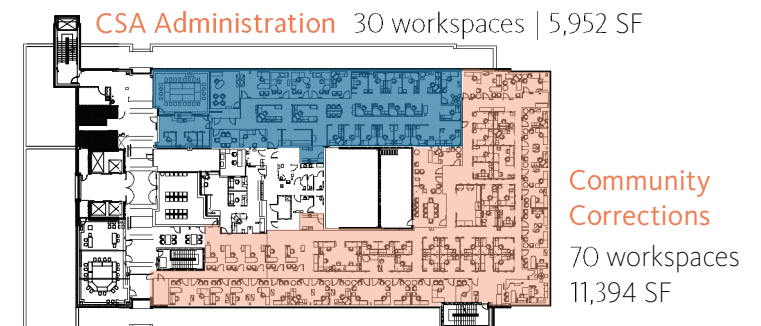 CSA Administration 30 workspaces | 5,952 SF
Community
Corrections
70 workspaces
11,394 SF